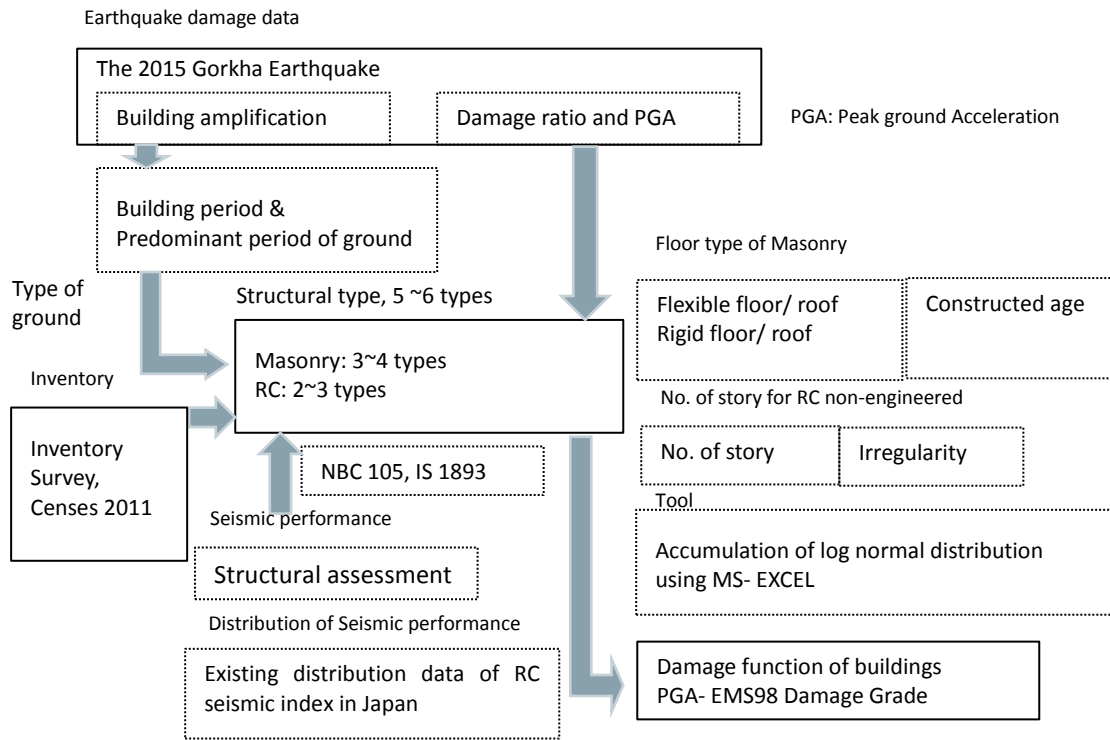 Earthquake damage data
The 2015 Gorkha Earthquake
Building amplification
Damage ratio and PGA
PGA: Peak ground Acceleration
Building period &
Predominant period of ground
Floor type of Masonry
Type of
ground
Structural type, 5 ~6 types
Flexible floor/ roof
Rigid floor/ roof
Constructed age
Masonry: 3~4 types
RC: 2~3 types
Inventory
No. of story for RC non-engineered
Inventory
Survey,
Censes 2011
No. of story
Irregularity
NBC 105, IS 1893
Tool
Seismic performance
Accumulation of log normal distribution
using MS- EXCEL
Structural assessment
Distribution of Seismic performance
Existing distribution data of RC
seismic index in Japan
Damage function of buildings
PGA- EMS98 Damage Grade